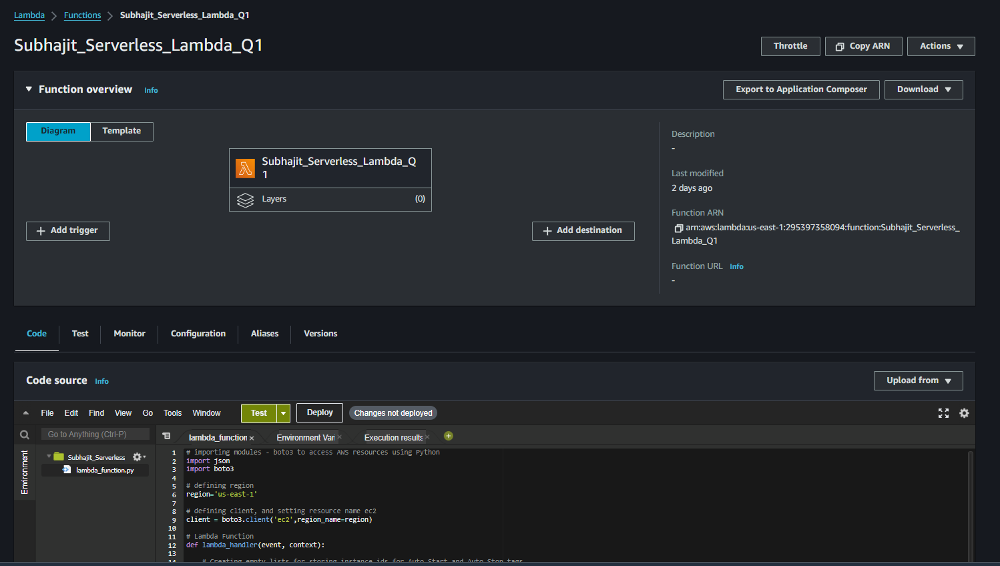 Lambda > Functions > Subhajit_Serverless_Lambda_Q1
Subhajit_Serverless_Lambda_Q1
Throttle
Copy ARN
Actions
Function overview Info
Export to Application Composer
Download
Diagram
Template
Subhajit_Serverless_Lambda_Q
1
Layers
(0)
Add trigger
Add destination
Description
-
Last modified
2 days ago
Function ARN
arn:aws:lambda:us-east-1:295397358094:function:Subhajit_Serverless_
Lambda_Q1
Function URL Info
-
Code
Test
Monitor
Configuration
Aliases
Versions
Code source Info
Upload from
File Edit Find View Go Tools Window
Test
Deploy
Changes not deployed
Go to Anything (Ctrl-P)
lambda_function
Environment Vari
Execution results
Environment
Subhajit_Serverless
lambda_function.py
1 # importing modules - boto3 to access AWS resources using Python
2 import json
3 import boto3
4
5 # defining region
6 region='us-east-1'
7
8 # defining client, and setting resource name ec2
9 client = boto3.client('ec2',region_name=region)
10
11 # Lambda Function
12 def lambda_handler(event, context):
13
14 # Creating empty lists for storing instance ids for Auto Start and Auto Stop tags